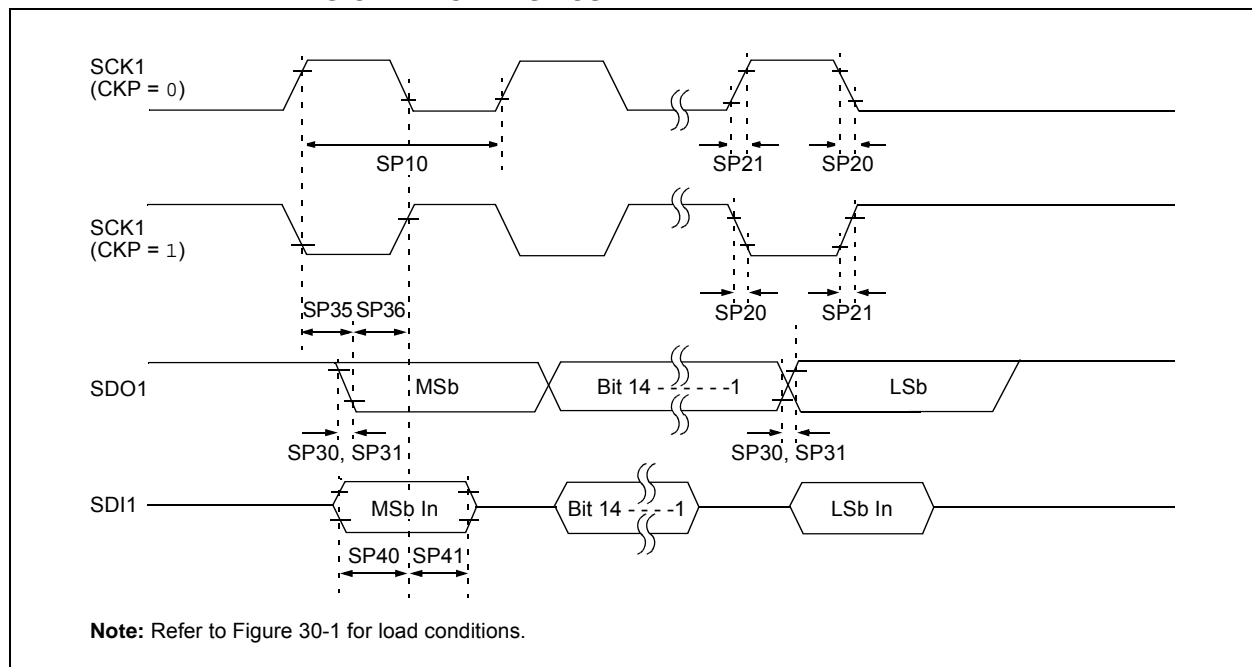 SCK1
(CKP = 0)
SP10
SP21
SP20
SCK1
(CKP = 1)
SP35 SP36
SP20
SP21
SDO1
MSb
Bit 14 - - - - - -1
LSb
SP30, SP31
SP30, SP31
SDI1
MSb In
Bit 14 - - - -1
LSb In
SP40 SP41
Note: Refer to Figure 30-1 for load conditions.